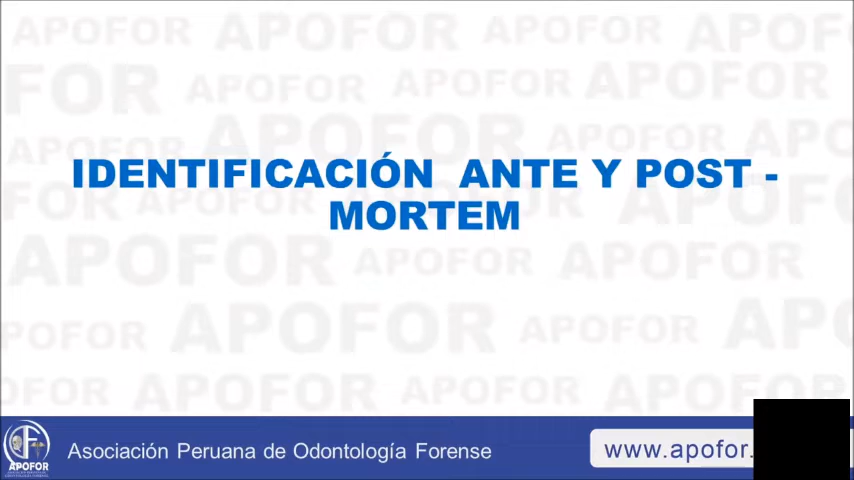 IDENTIFICACIÓN ANTE Y POST -
MORTEM
APOFOR
Asociación Peruana de Odontología Forense
www.apofor.